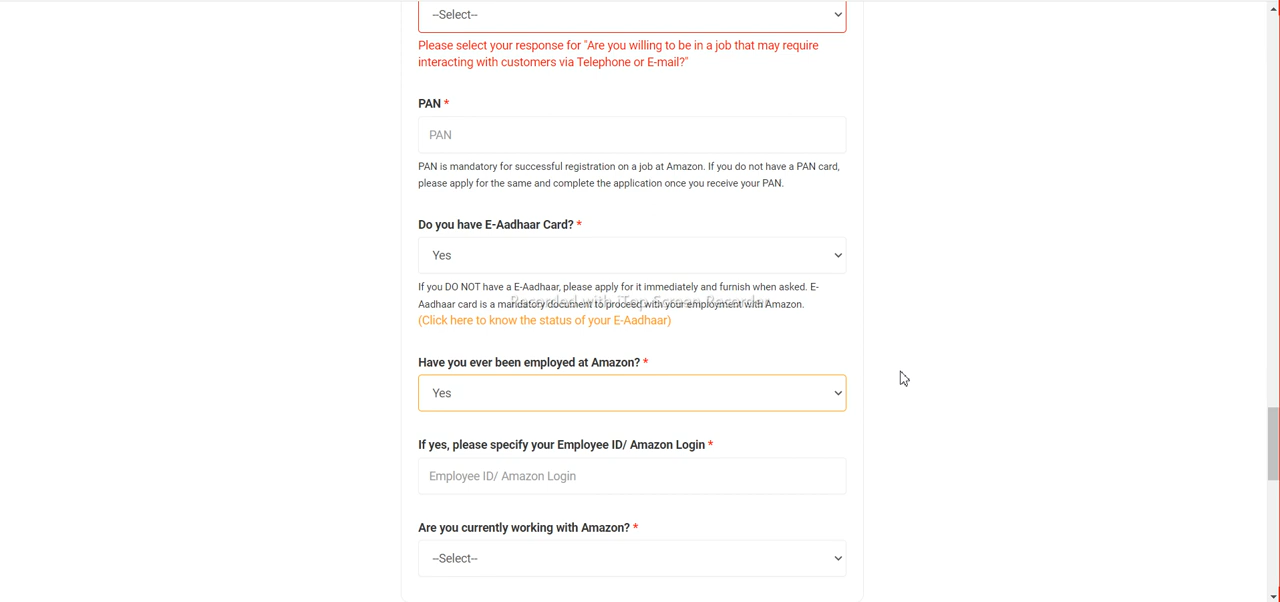 --Select--
Please select your response for "Are you willing to be in a job that may require
interacting with customers via Telephone or E-mail?"
PAN *
PAN
PAN is mandatory for successful registration on a job at Amazon. If you do not have a PAN card,
please apply for the same and complete the application once you receive your PAN.
Do you have E-Aadhaar Card? *
Yes
If you DO NOT have a E-Aadhaar, please apply for it immediately and furnish when asked. E-
Aadhaar card is a mandatory document to proceed with your employment with Amazon.
Recorded with iTop Screen Recorder
(Click here to know the status of your E-Aadhaar)
Have you ever been employed at Amazon? *
Yes
If yes, please specify your Employee ID/ Amazon Login *
Employee ID/ Amazon Login
Are you currently working with Amazon? *
--Select--